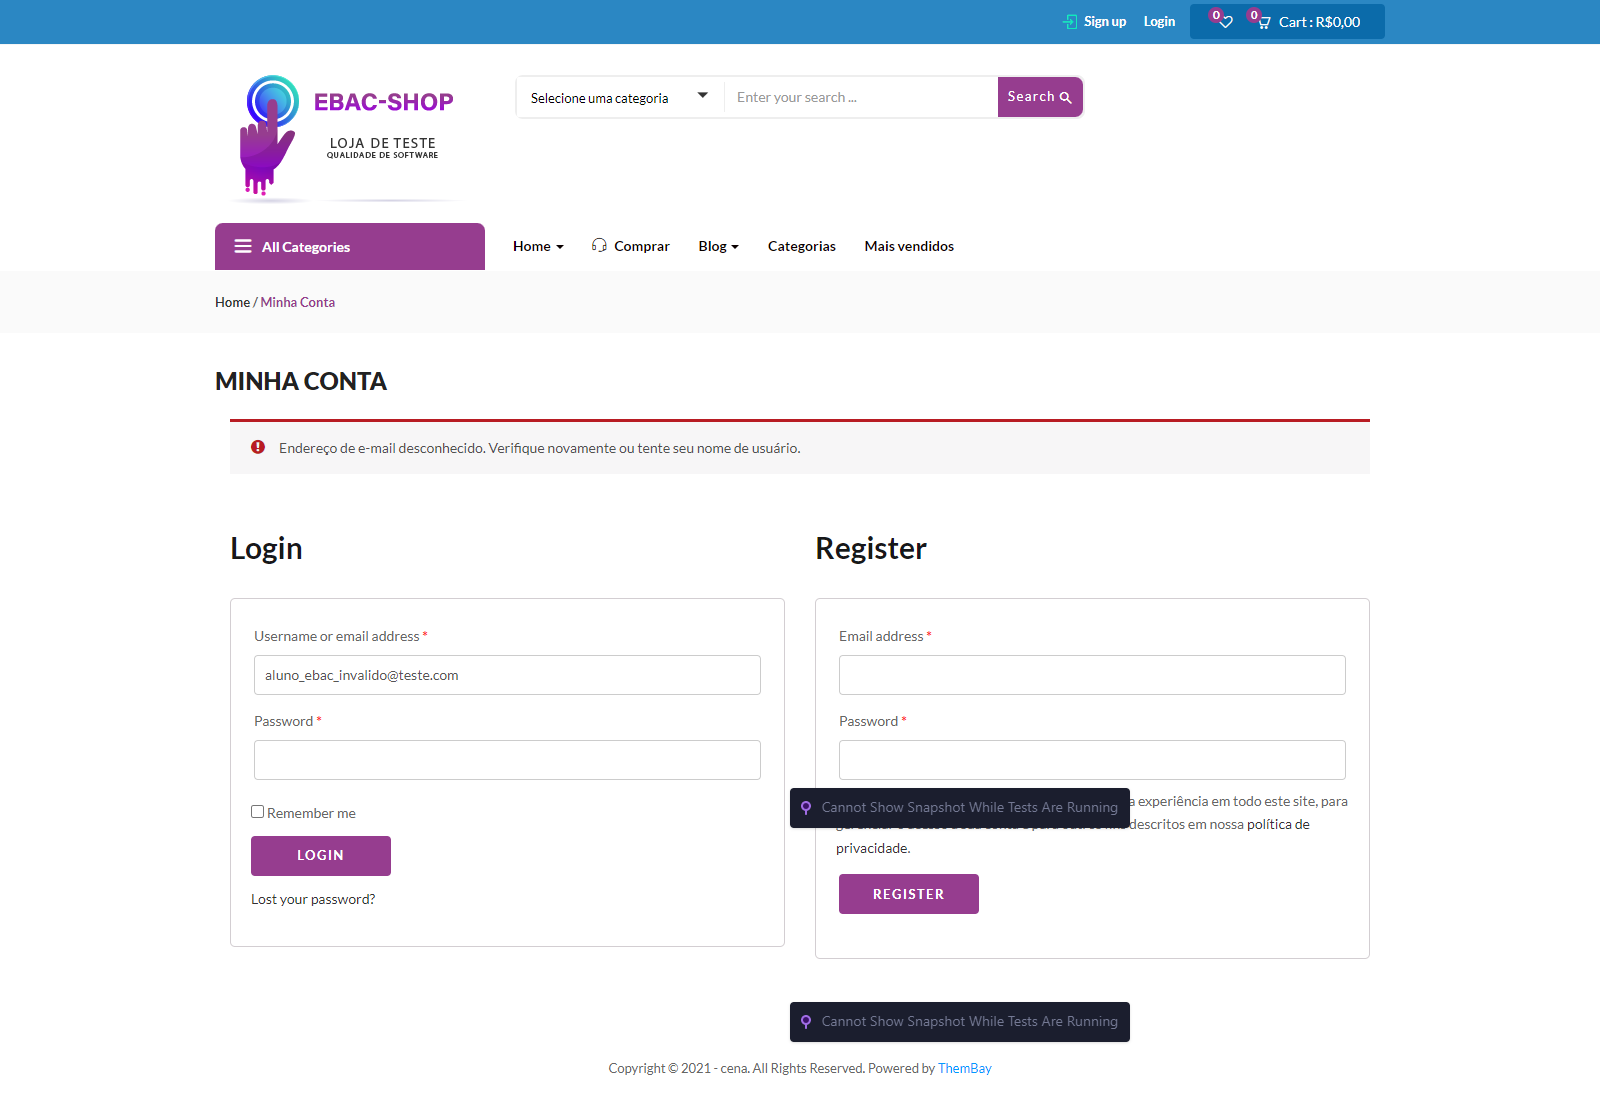 Sign up Login 0 0 Cart : R$0,00
EBAC-SHOP
LOJA DE TESTE
QUALIDADE DE SOFTWARE
Selione uma categoria Enter your search ... Search
All Categories Home Comprar Blog Categorias Mais vendidos
Home / Minha Conta
MINHA CONTA
Endereço de e-mail desconhecido. Verifique novamente ou tente seu nome de usuário.
Login
Username or email address *
aluno_ebac_invalido@teste.com
Password *
Remember me
LOGIN
Lost your password?
Register
Email address *
Password *
Cannot Show Snapshot While Tests Are Running
a experiência em todo este site, para
descritos em nossa política de
privacidade.
REGISTER
Cannot Show Snapshot While Tests Are Running
Copyright © 2021 - cena. All Rights Reserved. Powered by ThemBay